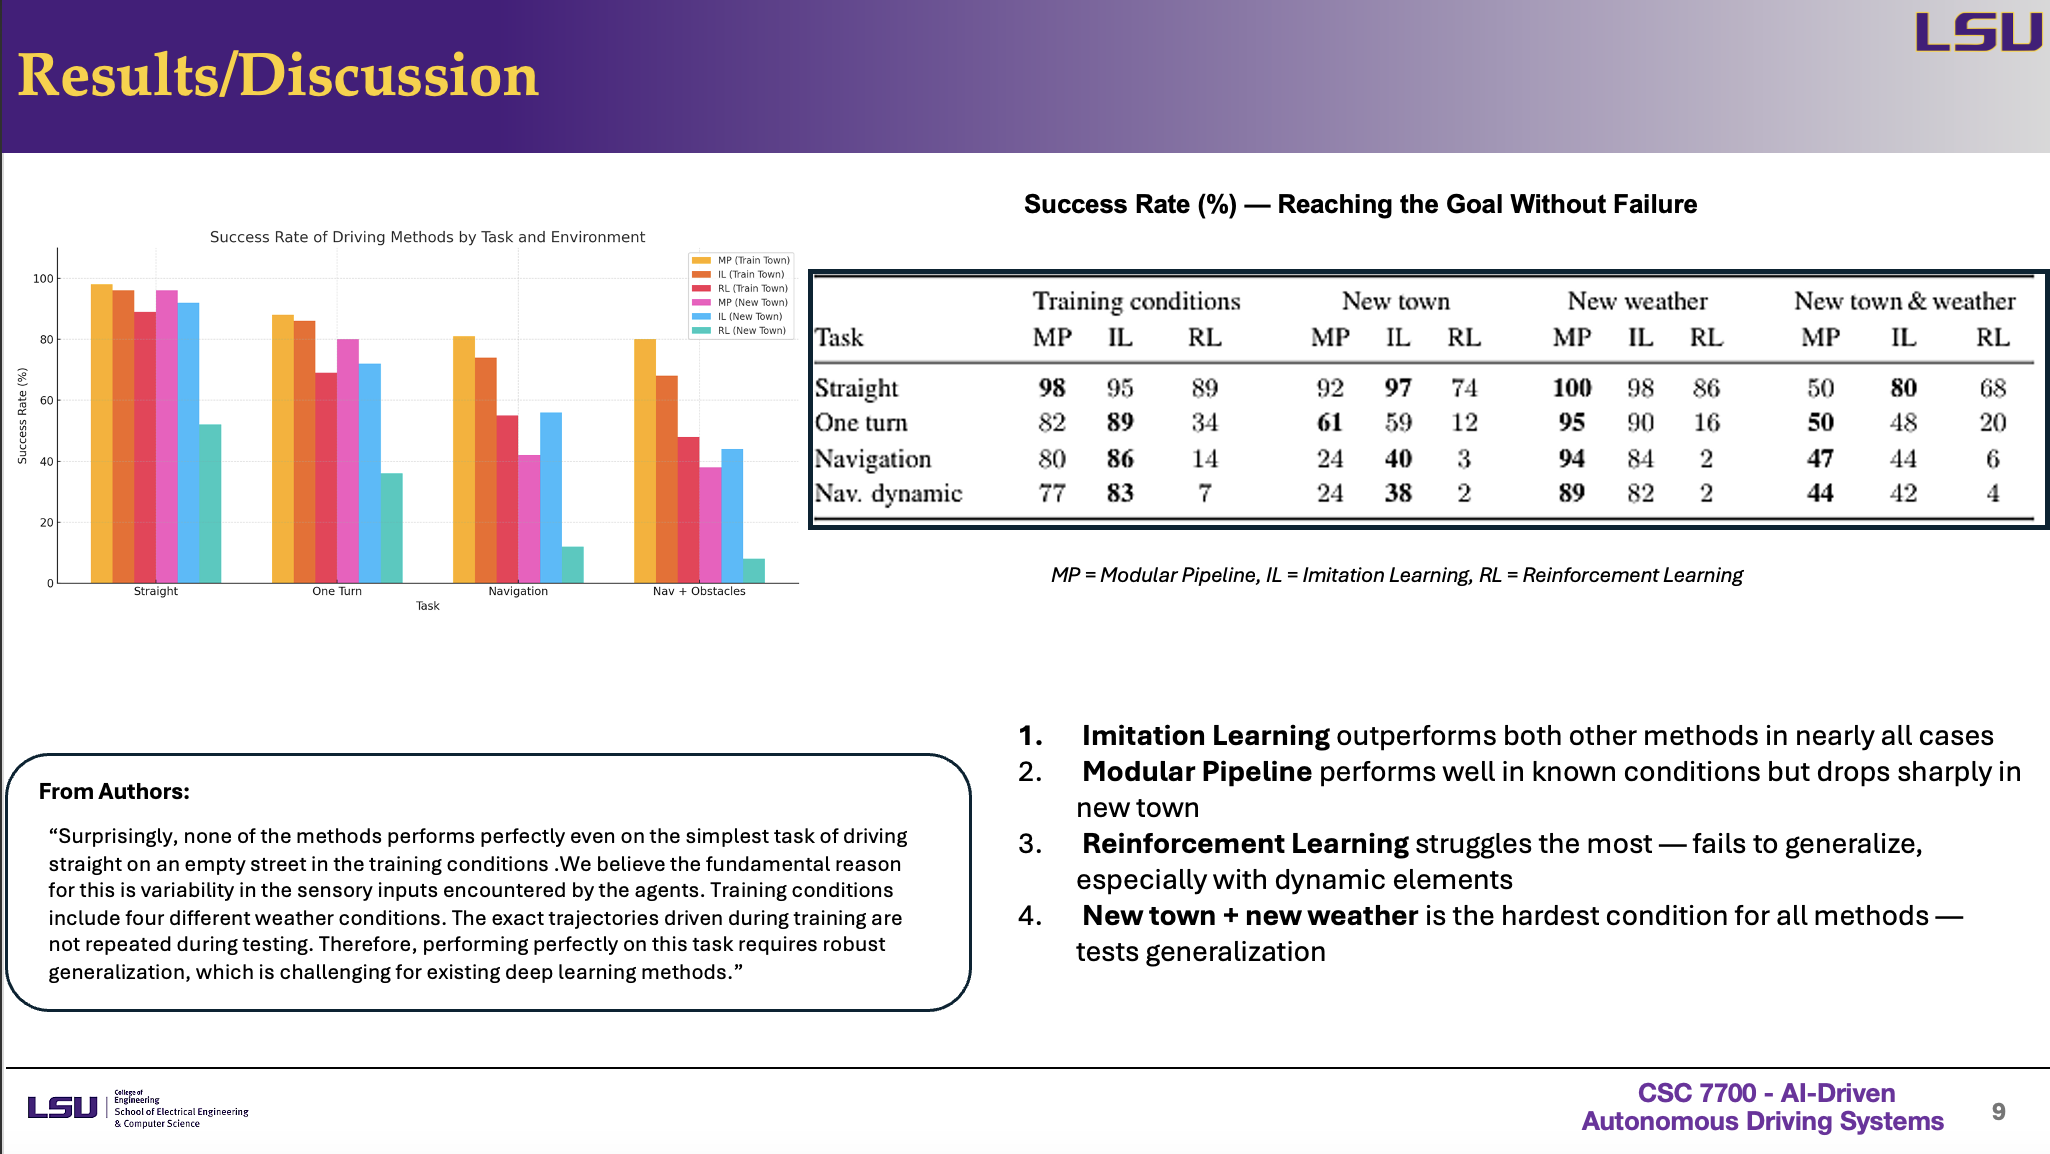 Results/Discussion
LSU
Success Rate of Driving Methods by Task and Environment
MP (Train Town)
IL (Train Town)
RL (Train Town)
MP (New Town)
IL (New Town)
RL (New Town)
Success Rate (%)
100
80
60
40
20
0
Straight One Turn Navigation Nav + Obstacles
Task
Success Rate (%) — Reaching the Goal Without Failure
Training conditions New town New weather New town & weather
Task MP IL RL MP IL RL MP IL RL MP IL RL
Straight 98 95 89 92 97 74 100 98 86 50 80 68
One turn 82 89 34 61 59 12 95 90 16 50 48 20
Navigation 80 86 14 24 40 3 94 84 2 47 44 6
Nav. dynamic 77 83 7 24 38 2 89 82 2 44 42 4
MP = Modular Pipeline, IL = Imitation Learning, RL = Reinforcement Learning
From Authors:
“Surprisingly, none of the methods performs perfectly even on the simplest task of driving
straight on an empty street in the training conditions .We believe the fundamental reason
for this is variability in the sensory inputs encountered by the agents. Training conditions
include four different weather conditions. The exact trajectories driven during training are
not repeated during testing. Therefore, performing perfectly on this task requires robust
generalization, which is challenging for existing deep learning methods.”
1. Imitation Learning outperforms both other methods in nearly all cases
2. Modular Pipeline performs well in known conditions but drops sharply in
new town
3. Reinforcement Learning struggles the most — fails to generalize,
especially with dynamic elements
4. New town + new weather is the hardest condition for all methods —
tests generalization
LSU
College of
Engineering
School of Electrical Engineering
& Computer Science
CSC 7700 - AI-Driven
Autonomous Driving Systems
9